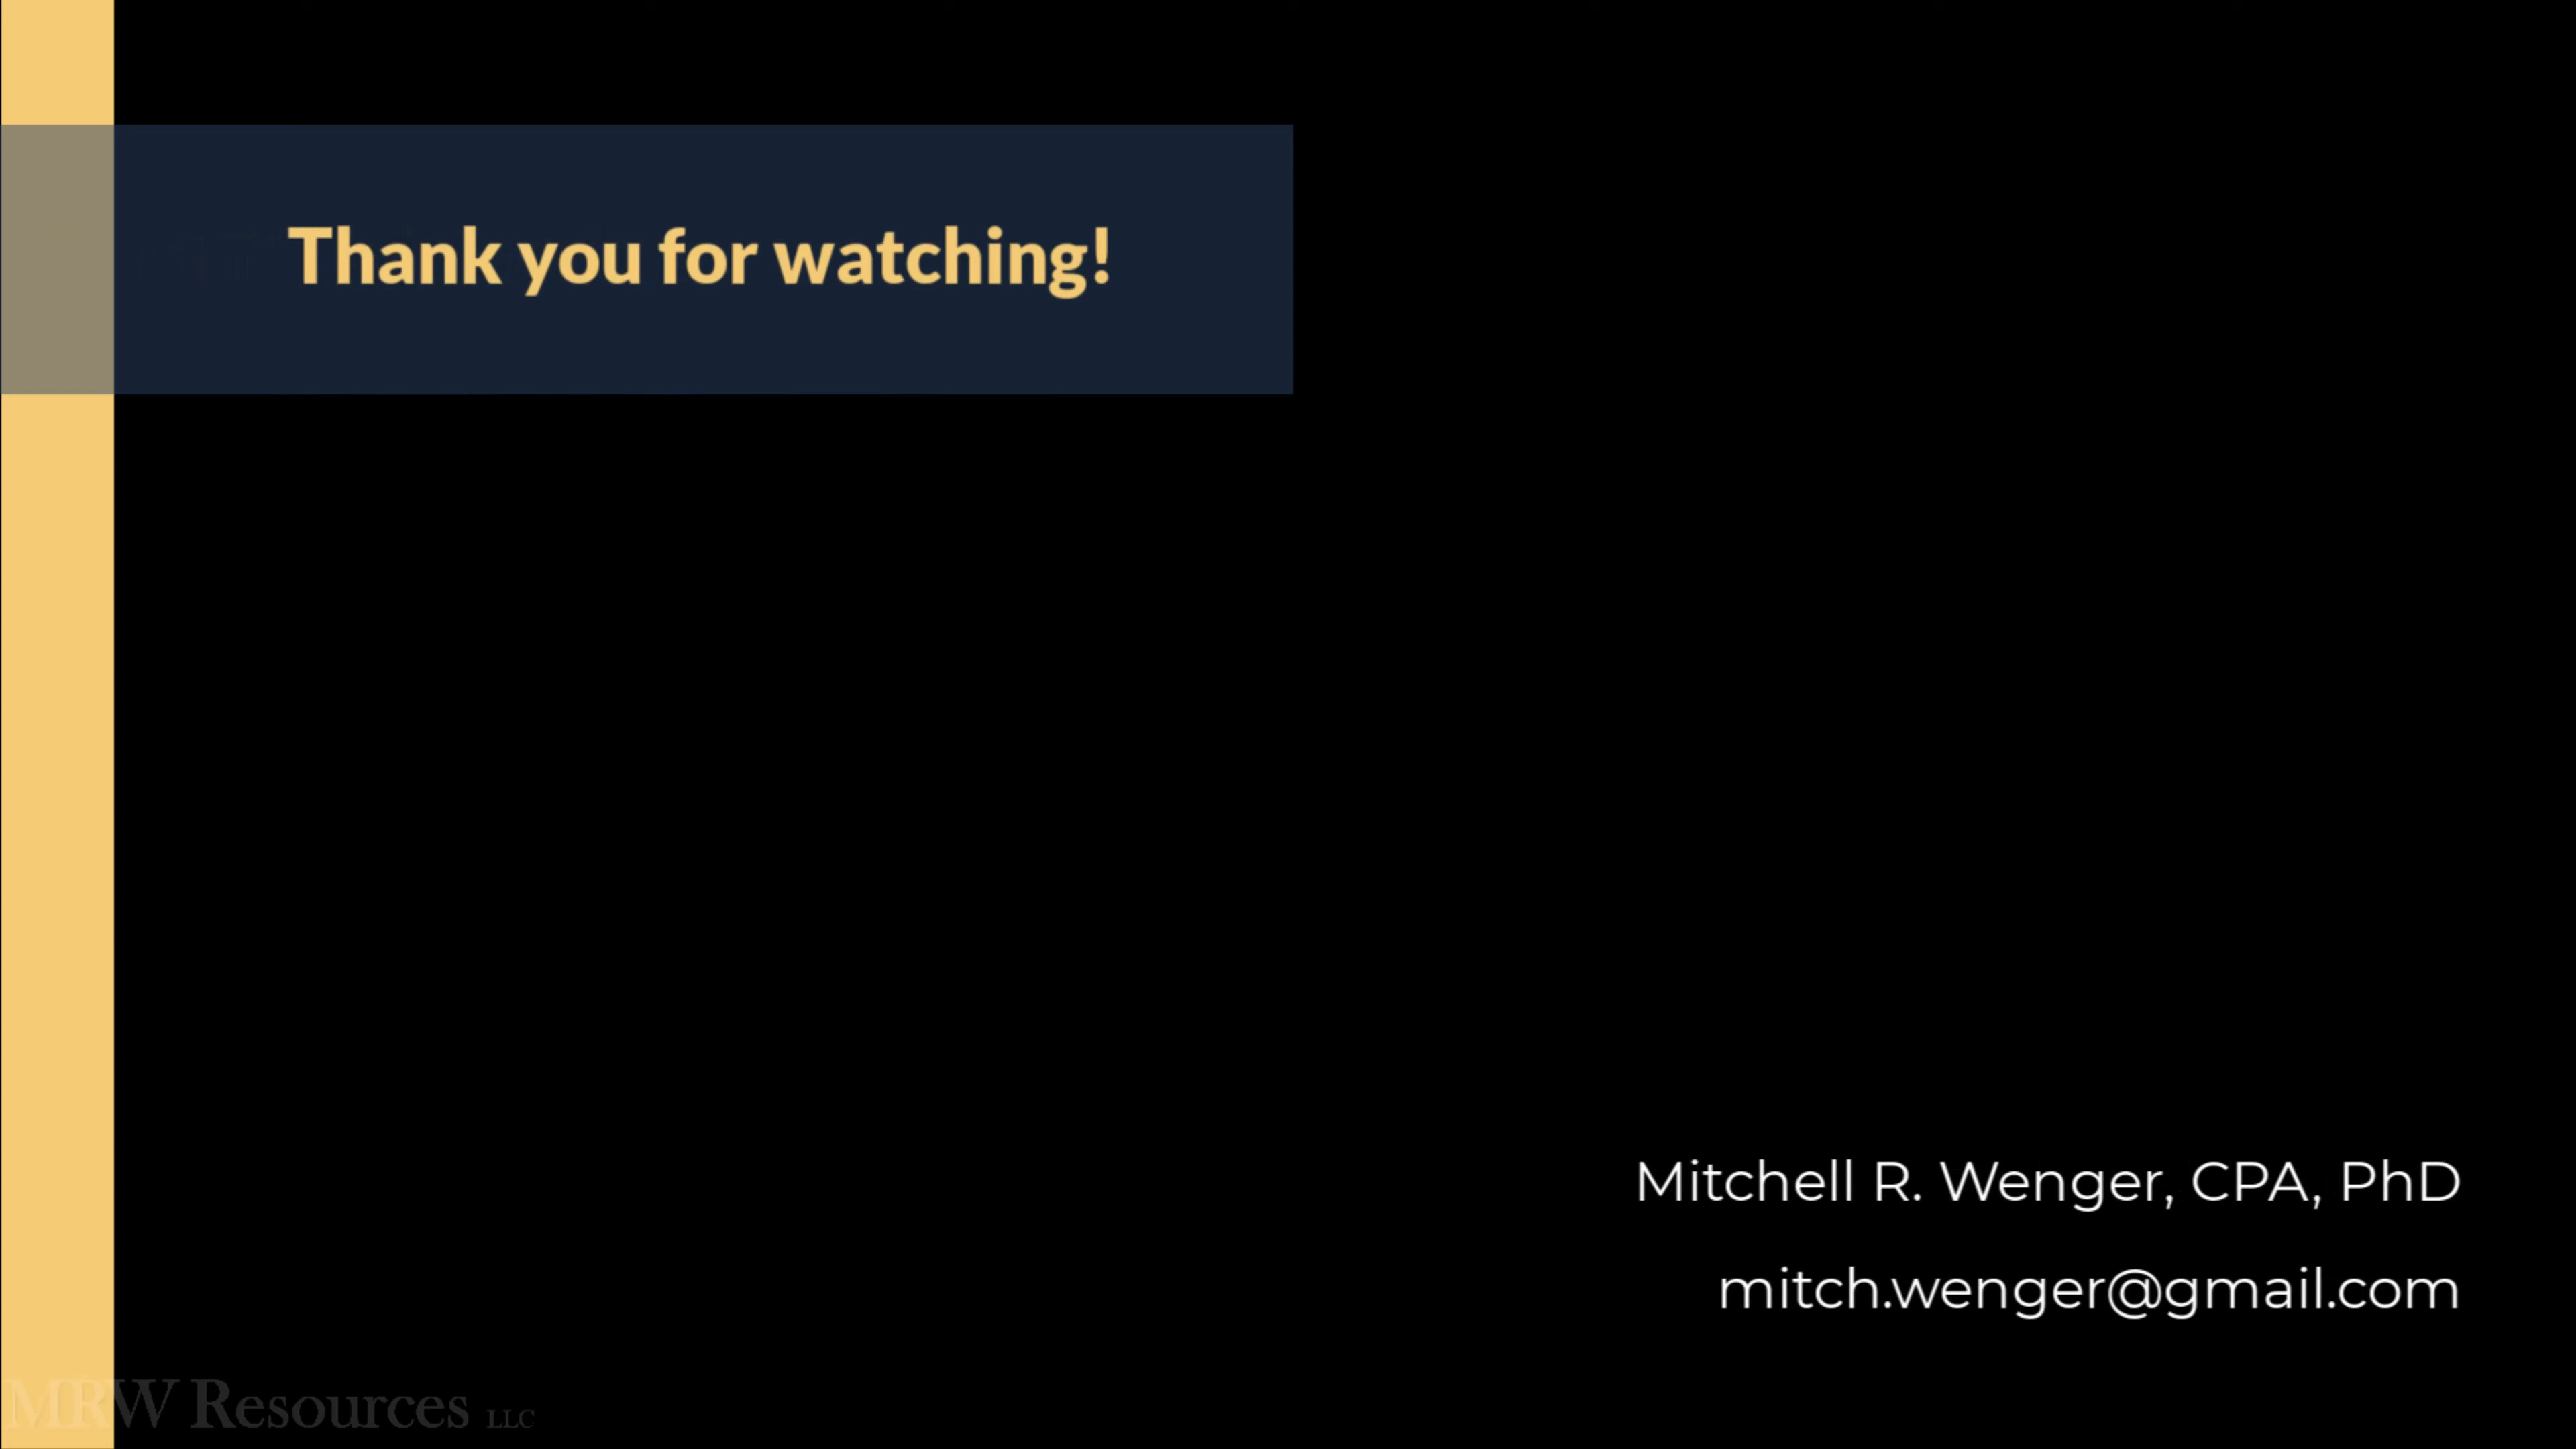 Thank you for watching!
Mitchell R. Wenger, CPA, PhD
mitch.wenger@gmail.com
MRW Resources LLC